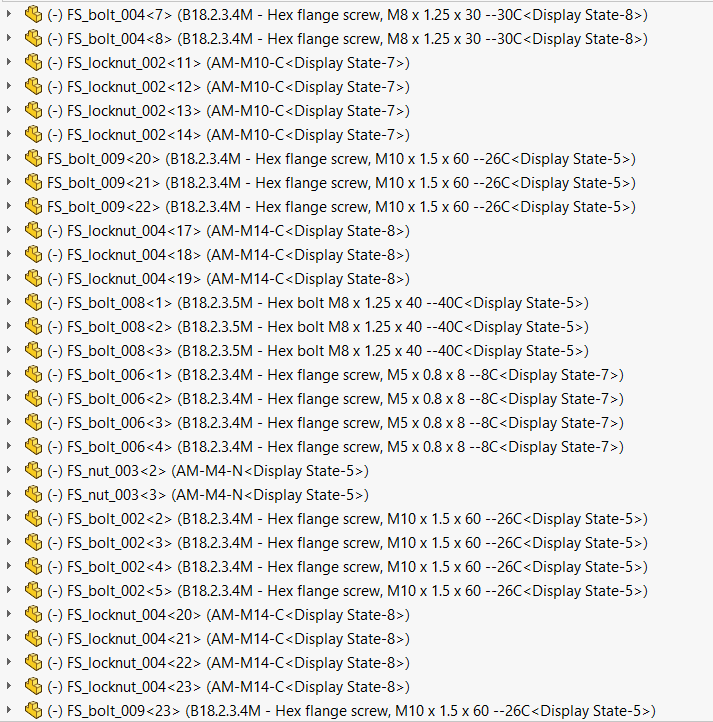 (-) FS_bolt_004<7> (B18.2.3.4M - Hex flange screw, M8 x 1.25 x 30 --30C<Display State-8>)
(-) FS_bolt_004<8> (B18.2.3.4M - Hex flange screw, M8 x 1.25 x 30 --30C<Display State-8>)
(-) FS_locknut_002<11> (AM-M10-C<Display State-7>)
(-) FS_locknut_002<12> (AM-M10-C<Display State-7>)
(-) FS_locknut_002<13> (AM-M10-C<Display State-7>)
(-) FS_locknut_002<14> (AM-M10-C<Display State-7>)
FS_bolt_009<20> (B18.2.3.4M - Hex flange screw, M10 x 1.5 x 60 --26C<Display State-5>)
FS_bolt_009<21> (B18.2.3.4M - Hex flange screw, M10 x 1.5 x 60 --26C<Display State-5>)
FS_bolt_009<22> (B18.2.3.4M - Hex flange screw, M10 x 1.5 x 60 --26C<Display State-5>)
(-) FS_locknut_004<17> (AM-M14-C<Display State-8>)
(-) FS_locknut_004<18> (AM-M14-C<Display State-8>)
(-) FS_locknut_004<19> (AM-M14-C<Display State-8>)
(-) FS_bolt_008<1> (B18.2.3.5M - Hex bolt M8 x 1.25 x 40 --40C<Display State-5>)
(-) FS_bolt_008<2> (B18.2.3.5M - Hex bolt M8 x 1.25 x 40 --40C<Display State-5>)
(-) FS_bolt_008<3> (B18.2.3.5M - Hex bolt M8 x 1.25 x 40 --40C<Display State-5>)
(-) FS_bolt_006<1> (B18.2.3.4M - Hex flange screw, M5 x 0.8 x 8 --8C<Display State-7>)
(-) FS_bolt_006<2> (B18.2.3.4M - Hex flange screw, M5 x 0.8 x 8 --8C<Display State-7>)
(-) FS_bolt_006<3> (B18.2.3.4M - Hex flange screw, M5 x 0.8 x 8 --8C<Display State-7>)
(-) FS_bolt_006<4> (B18.2.3.4M - Hex flange screw, M5 x 0.8 x 8 --8C<Display State-7>)
(-) FS_nut_003<2> (AM-M4-N<Display State-5>)
(-) FS_nut_003<3> (AM-M4-N<Display State-5>)
(-) FS_bolt_002<2> (B18.2.3.4M - Hex flange screw, M10 x 1.5 x 60 --26C<Display State-5>)
(-) FS_bolt_002<3> (B18.2.3.4M - Hex flange screw, M10 x 1.5 x 60 --26C<Display State-5>)
(-) FS_bolt_002<4> (B18.2.3.4M - Hex flange screw, M10 x 1.5 x 60 --26C<Display State-5>)
(-) FS_bolt_002<5> (B18.2.3.4M - Hex flange screw, M10 x 1.5 x 60 --26C<Display State-5>)
(-) FS_locknut_004<20> (AM-M14-C<Display State-8>)
(-) FS_locknut_004<21> (AM-M14-C<Display State-8>)
(-) FS_locknut_004<22> (AM-M14-C<Display State-8>)
(-) FS_locknut_004<23> (AM-M14-C<Display State-8>)
(-) FS_bolt_009<23> (B18.2.3.4M - Hex flange screw, M10 x 1.5 x 60 --26C<Display State-5>)